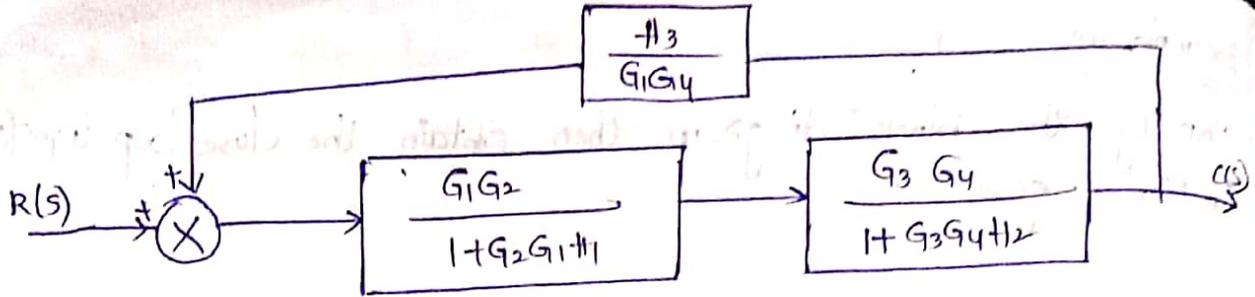 H3
G1G4
+
R(S)
+
X
G1G2
1+G2G1H1
G3 G4
1+ G3G4H2
C(S)